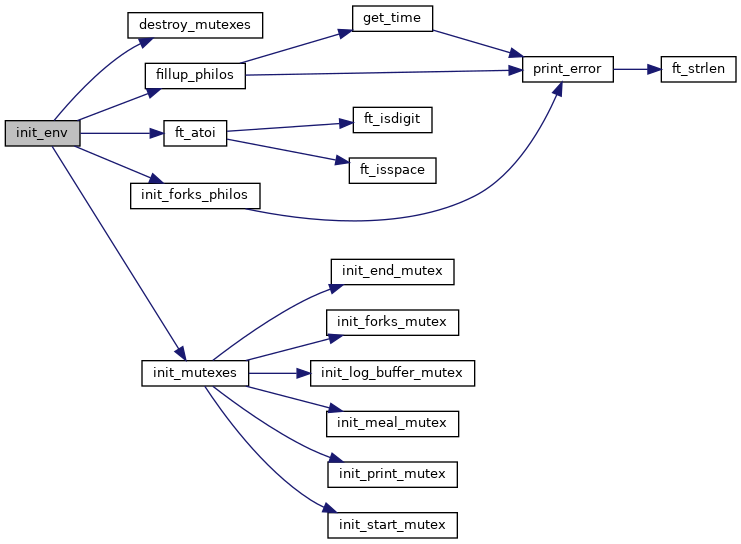 init_env
destroy_mutexes
fillup_philos
get_time
print_error
ft_strlen
ft_atoi
ft_isdigit
ft_isspace
init_forks_philos
init_mutexes
init_end_mutex
init_forks_mutex
init_log_buffer_mutex
init_meal_mutex
init_print_mutex
init_start_mutex